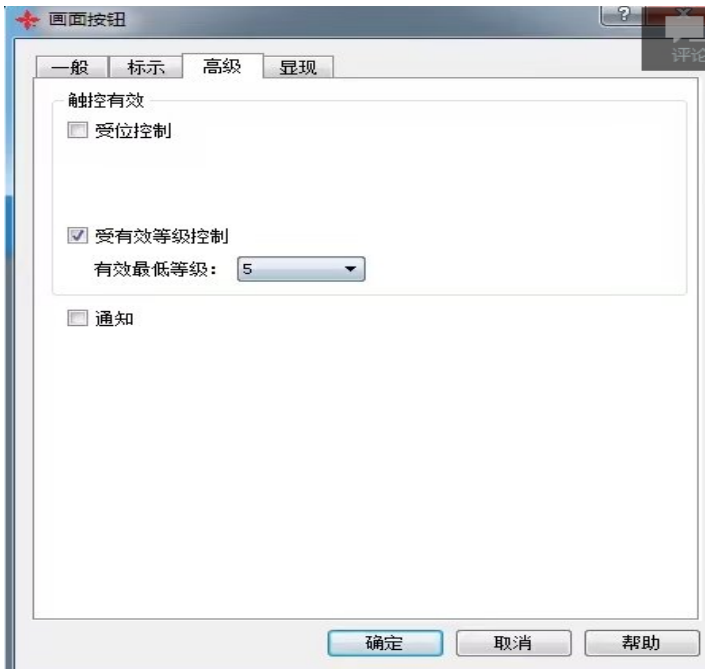 画面按钮
?
评论
一般 标示 高级 显现
触控有效
受位控制
受有效等级控制
有效最低等级: 5
通知
确定 取消 帮助